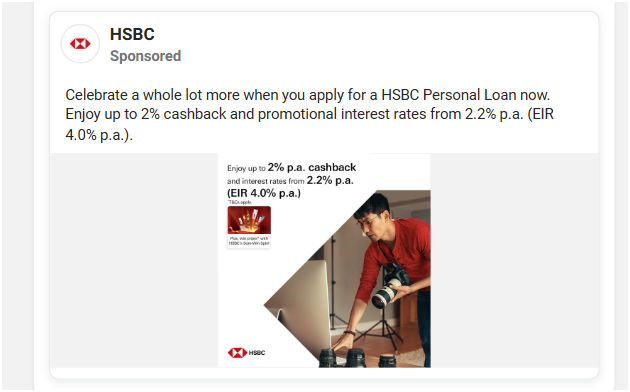 HSBC
Sponsored
Celebrate a whole lot more when you apply for a HSBC Personal Loan now.
Enjoy up to 2% cashback and promotional interest rates from 2.2% p.a. (EIR
4.0% p.a.).
Enjoy up to 2% p.a. cashback
and interest rates from 2.2% p.a.
(EIR 4.0% p.a.)
T&Cs apply.
Plus, win prizes* with
HSBC's Sure-Win Spin!
HSBC